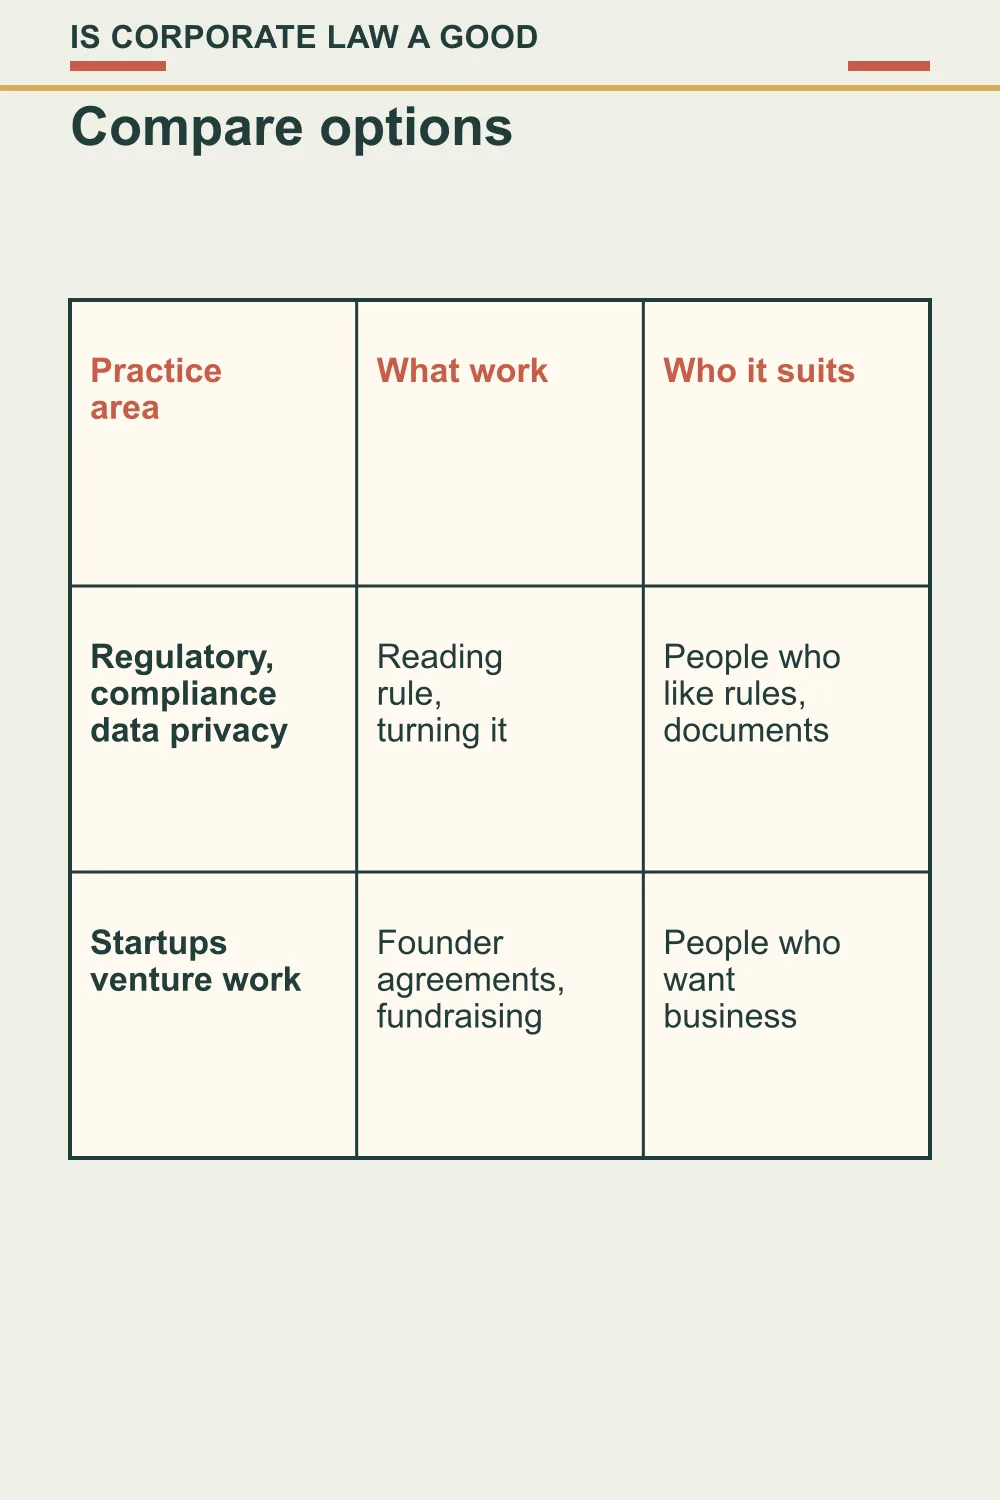 IS CORPORATE LAW A GOOD
Compare options
Practice
area
What work
Who it suits
Regulatory,
compliance
data privacy
Reading
rule,
turning it
People who
like rules,
documents
Startups
venture work
Founder
agreements,
fundraising
People who
want
business